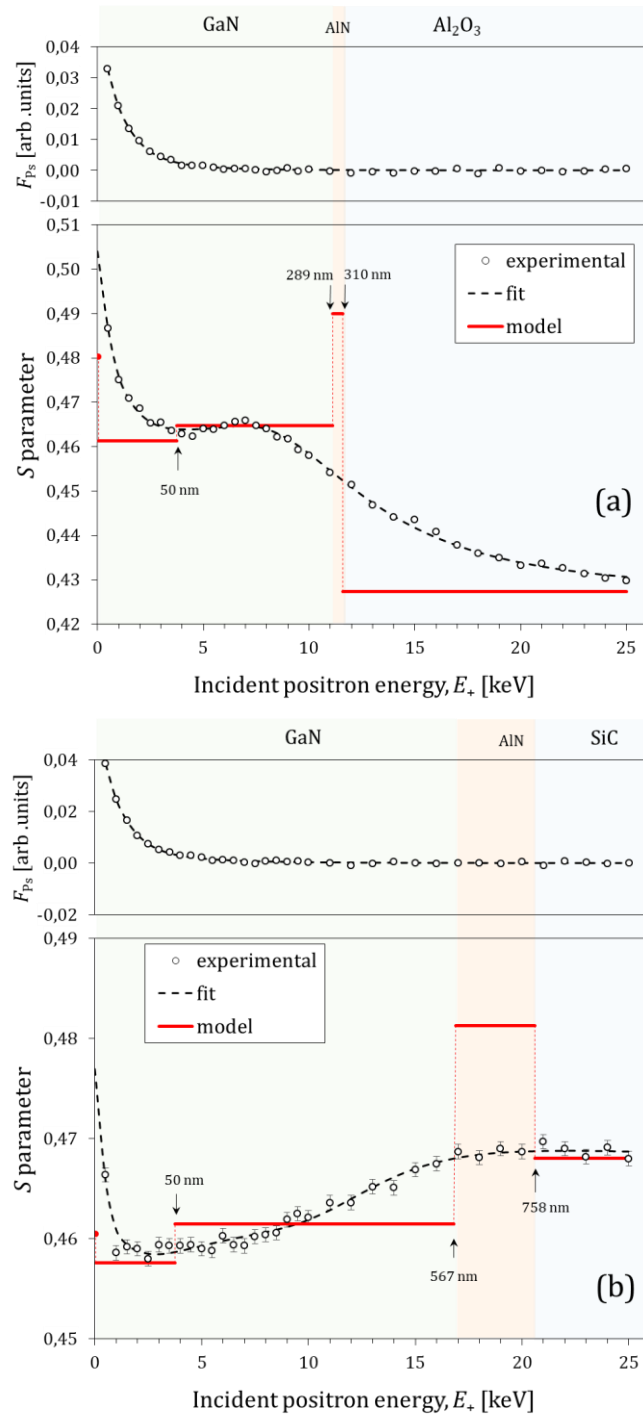 GaN AlN Al₂O₃
0,04
0,03
0,02
0,01
0,00
-0,01
F_Ps [arb .units]
0,51
0,50
0,49
0,48
0,47
0,46
0,45
0,44
0,43
0,42
S parameter
experimental
fit
model
289 nm 310 nm
50 nm
(a)
0 5 10 15 20 25
Incident positron energy, E₊ [keV]
GaN AlN SiC
0,04
0,02
0,00
-0,02
F_Ps [arb .units]
0,49
0,48
0,47
0,46
0,45
S parameter
experimental
fit
model
50 nm
758 nm
567 nm
(b)
0 5 10 15 20 25
Incident positron energy, E₊ [keV]